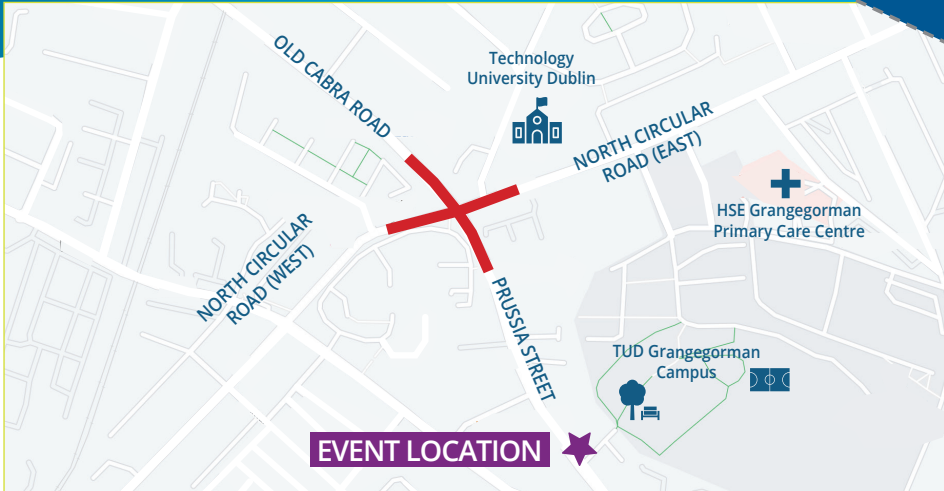 OLD CABRA ROAD
Technology
University Dublin
NORTH CIRCULAR
ROAD (EAST)
HSE Grangegorman
Primary Care Centre
NORTH CIRCULAR
ROAD (WEST)
PRUSSIA STREET
TUD Grangegorman
Campus
EVENT LOCATION